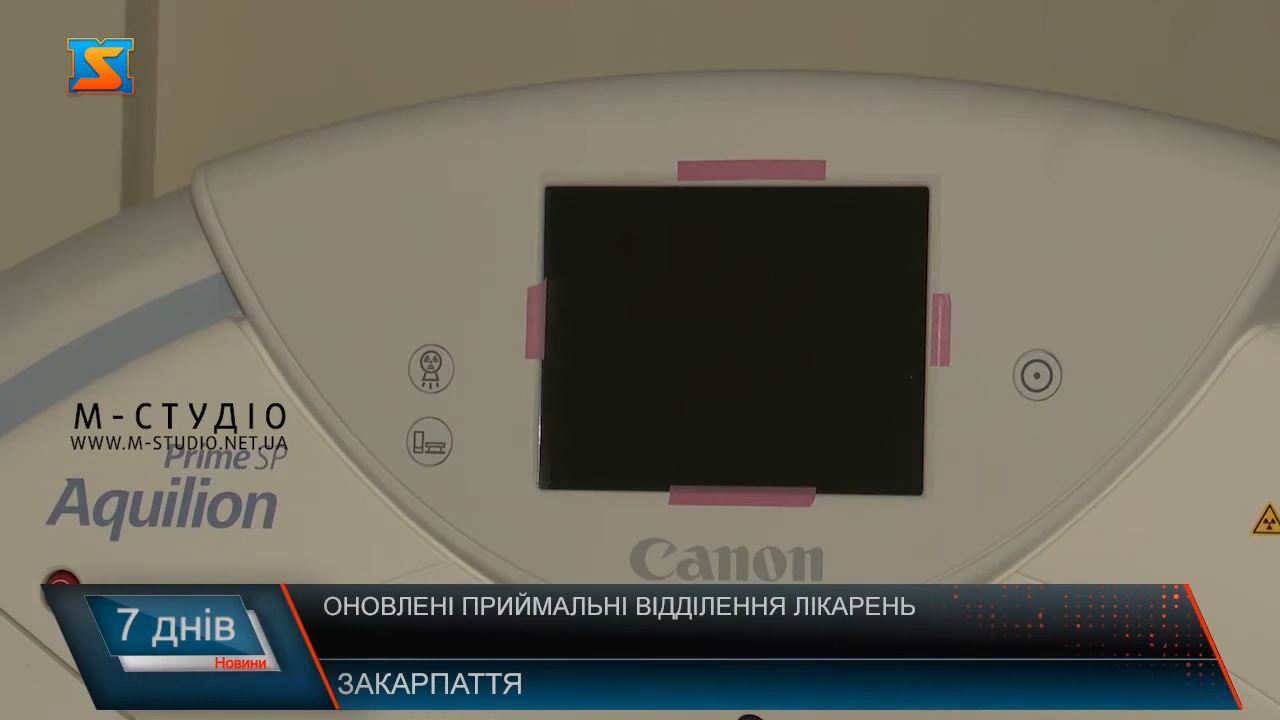 М-СТУДІО
WWW.M-STUDIO.NET.UA
Prime SP
Aquilion
Canon
7 днів
Новини
ОНОВЛЕНІ ПРИЙМАЛЬНІ ВІДДІЛЕННЯ ЛІКАРЕНЬ
ЗАКАРПАТТЯ